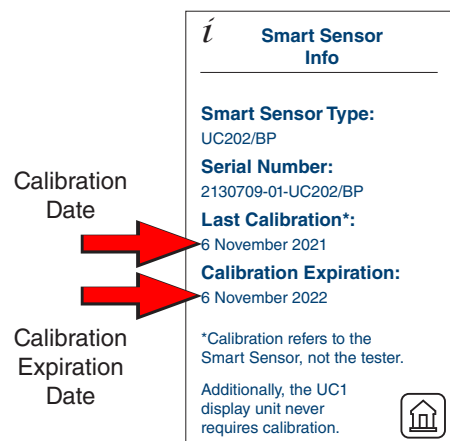 i
Smart Sensor
Info
Smart Sensor Type:
UC202/BP
Serial Number:
2130709-01-UC202/BP
Calibration
Date
Last Calibration*:
6 November 2021
Calibration Expiration:
6 November 2022
Calibration
Expiration
Date
*Calibration refers to the
Smart Sensor, not the tester.
Additionally, the UC1
display unit never
requires calibration.